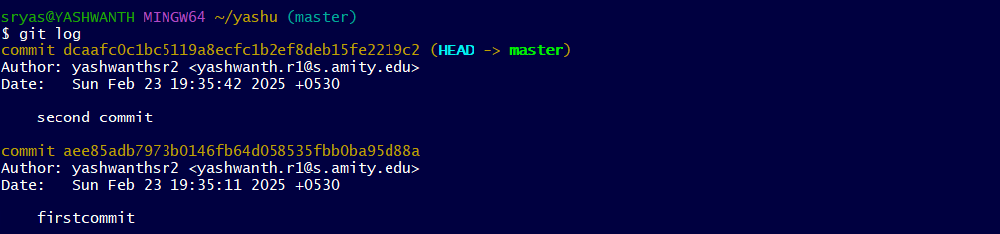 sryas@YASHWANTH MINGW64 ~/yashu (master)
$ git log
commit dcaafc0c1bc5119a8ecfc1b2ef8deb15fe2219c2 (HEAD -> master)
Author: yashwanthsr2 <yashwanth.r1@s.amity.edu>
Date:   Sun Feb 23 19:35:42 2025 +0530

    second commit

commit aee85adb7973b0146fb64d058535fbb0ba95d88a
Author: yashwanthsr2 <yashwanth.r1@s.amity.edu>
Date:   Sun Feb 23 19:35:11 2025 +0530

    firstcommit